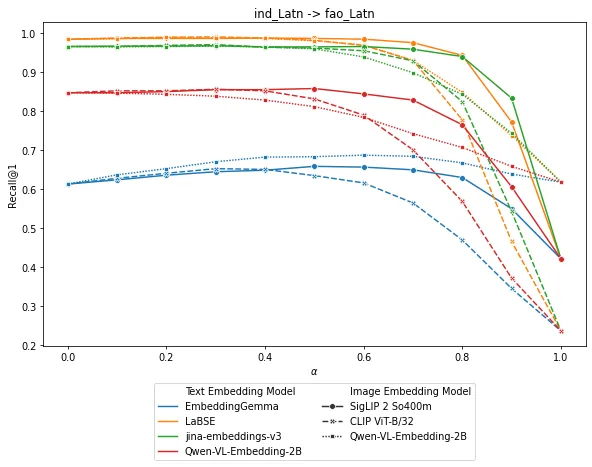 ind_Latn -> fao_Latn
Recall@1
1.0
0.9
0.8
0.7
0.6
0.5
0.4
0.3
0.2
0.0 0.2 0.4 0.6 0.8 1.0
α
Text Embedding Model Image Embedding Model
EmbeddingGemma SigLIP 2 So400m
LaBSE CLIP ViT-B/32
jina-embeddings-v3 Qwen-VL-Embedding-2B
Qwen-VL-Embedding-2B